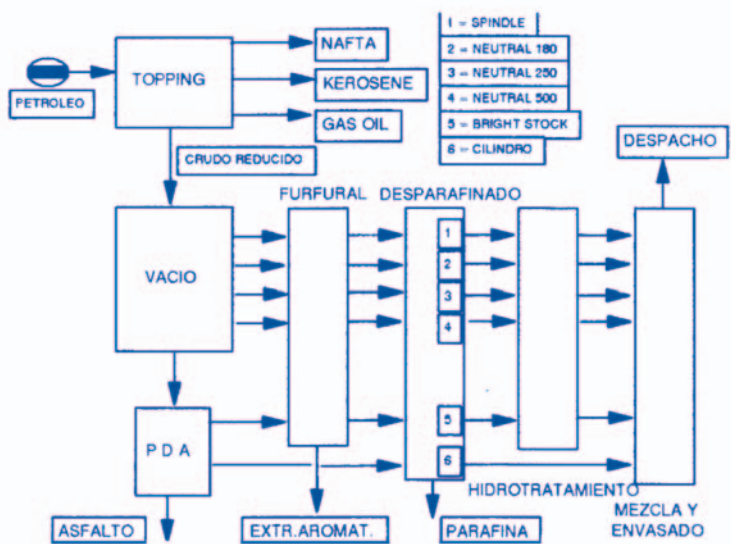 1 = SPINDLE
NAFTA
2 = NEUTRAL 180
TOPPING
KEROSENE
3 = NEUTRAL 250
PETROLEO
4 = NEUTRAL 500
GAS OIL
5 = BRIGHT STOCK
DESPACHO
6 = CILINDRO
CRUDO REDUCIDO
FURFURAL DESPARAFINADO
1
2
VACIO
3
4
5
PDA
6
HIDROTRATAMIENTO
MEZCLA Y
ENVASADO
ASFALTO
EXTR.AROMAT.
PARAFINA